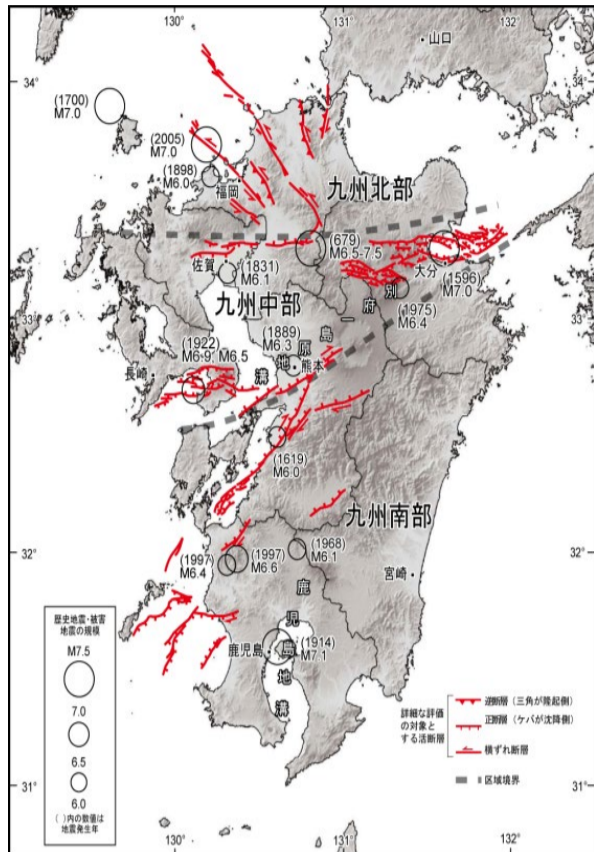 130°
131°
132°
34°
山口
(1700)
M7.0
(2005)
M7.0
(1898)
M6.0
福岡
九州北部
(679)
M6.5-7.5
佐賀
(1831)
M6.1
大分
(1596)
M7.0
九州中部
別
府
一
島
原
地
溝
(1975)
M6.4
33°
(1889)
M6.3
熊本
(1922)
M6.9; M6.5
長崎
(1619)
M6.0
九州南部
32°
(1968)
M6.1
(1997)
M6.4
(1997)
M6.6
宮崎
鹿
児
島
地
溝
鹿児島
(1914)
M7.1
歴史地震・被害
地震の規模
M7.5
7.0
6.5
6.0
( )内の数値は
地震発生年
詳細な評価
の対象と
する活断層
逆断層（三角が隆起側）
正断層（ケバが沈降側）
横ずれ断層
区域境界
31°
130°
131°
132°